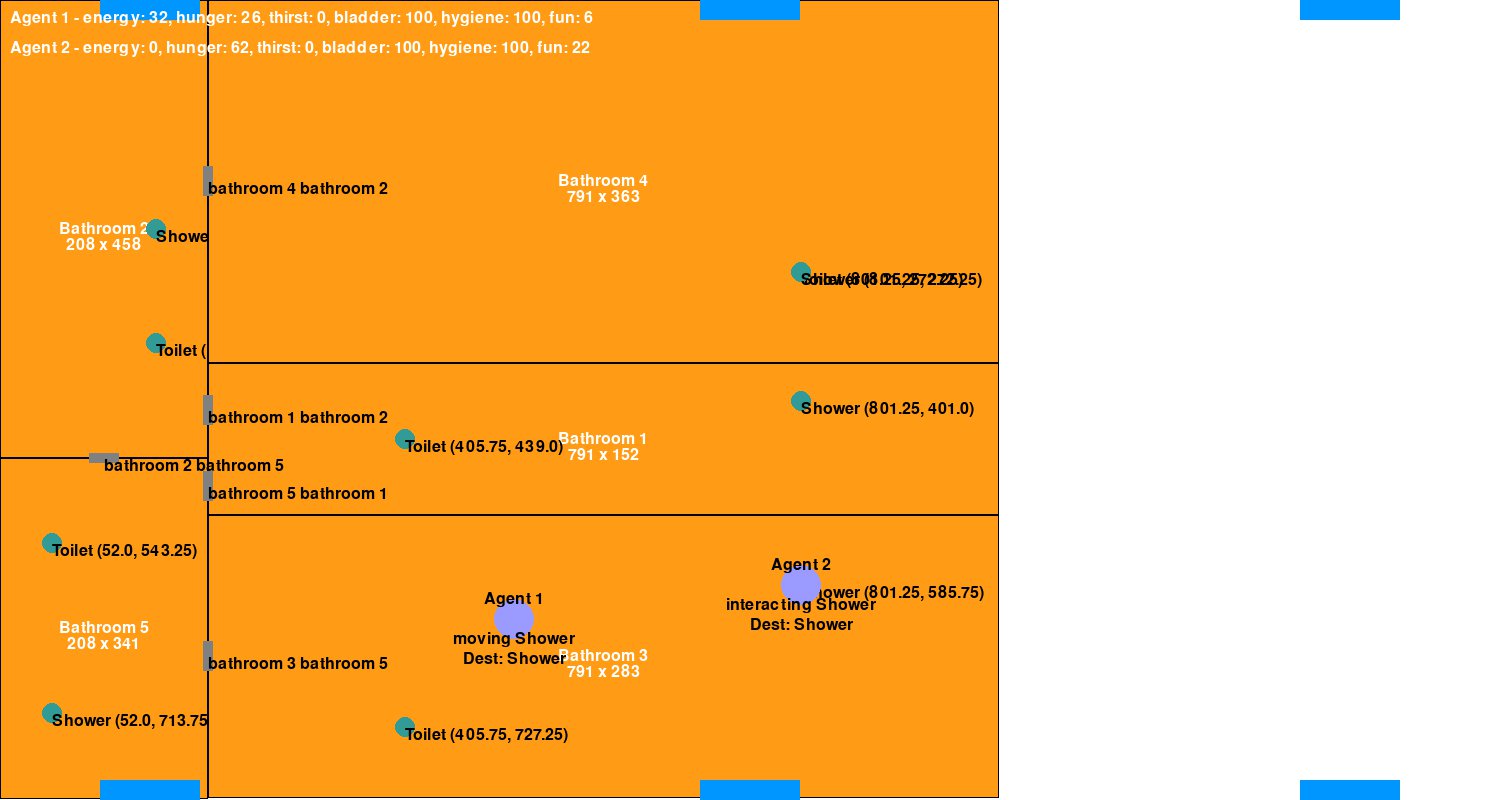 Agent 1 - energy: 32, hunger: 26, thirst: 0, bladder: 100, hygiene: 100, fun: 6
Agent 2 - energy: 0, hunger: 62, thirst: 0, bladder: 100, hygiene: 100, fun: 22
Bathroom 4
791 x 363
bathroom 4 bathroom 2
Bathroom 2
208 x 458
Showe
Toilet (
Shower (801.25, 401.0)
bathroom 1 bathroom 2
Toilet (405.75, 439.0)
Bathroom 1
791 x 152
bathroom 2 bathroom 5
bathroom 5 bathroom 1
Toilet (52.0, 543.25)
Agent 2
ower (801.25, 585.75)
interacting Shower
Dest: Shower
Agent 1
moving Shower
Dest: Shower
Bathroom 5
208 x 341
bathroom 3 bathroom 5
Bathroom 3
791 x 283
Shower (52.0, 713.75
Toilet (405.75, 727.25)